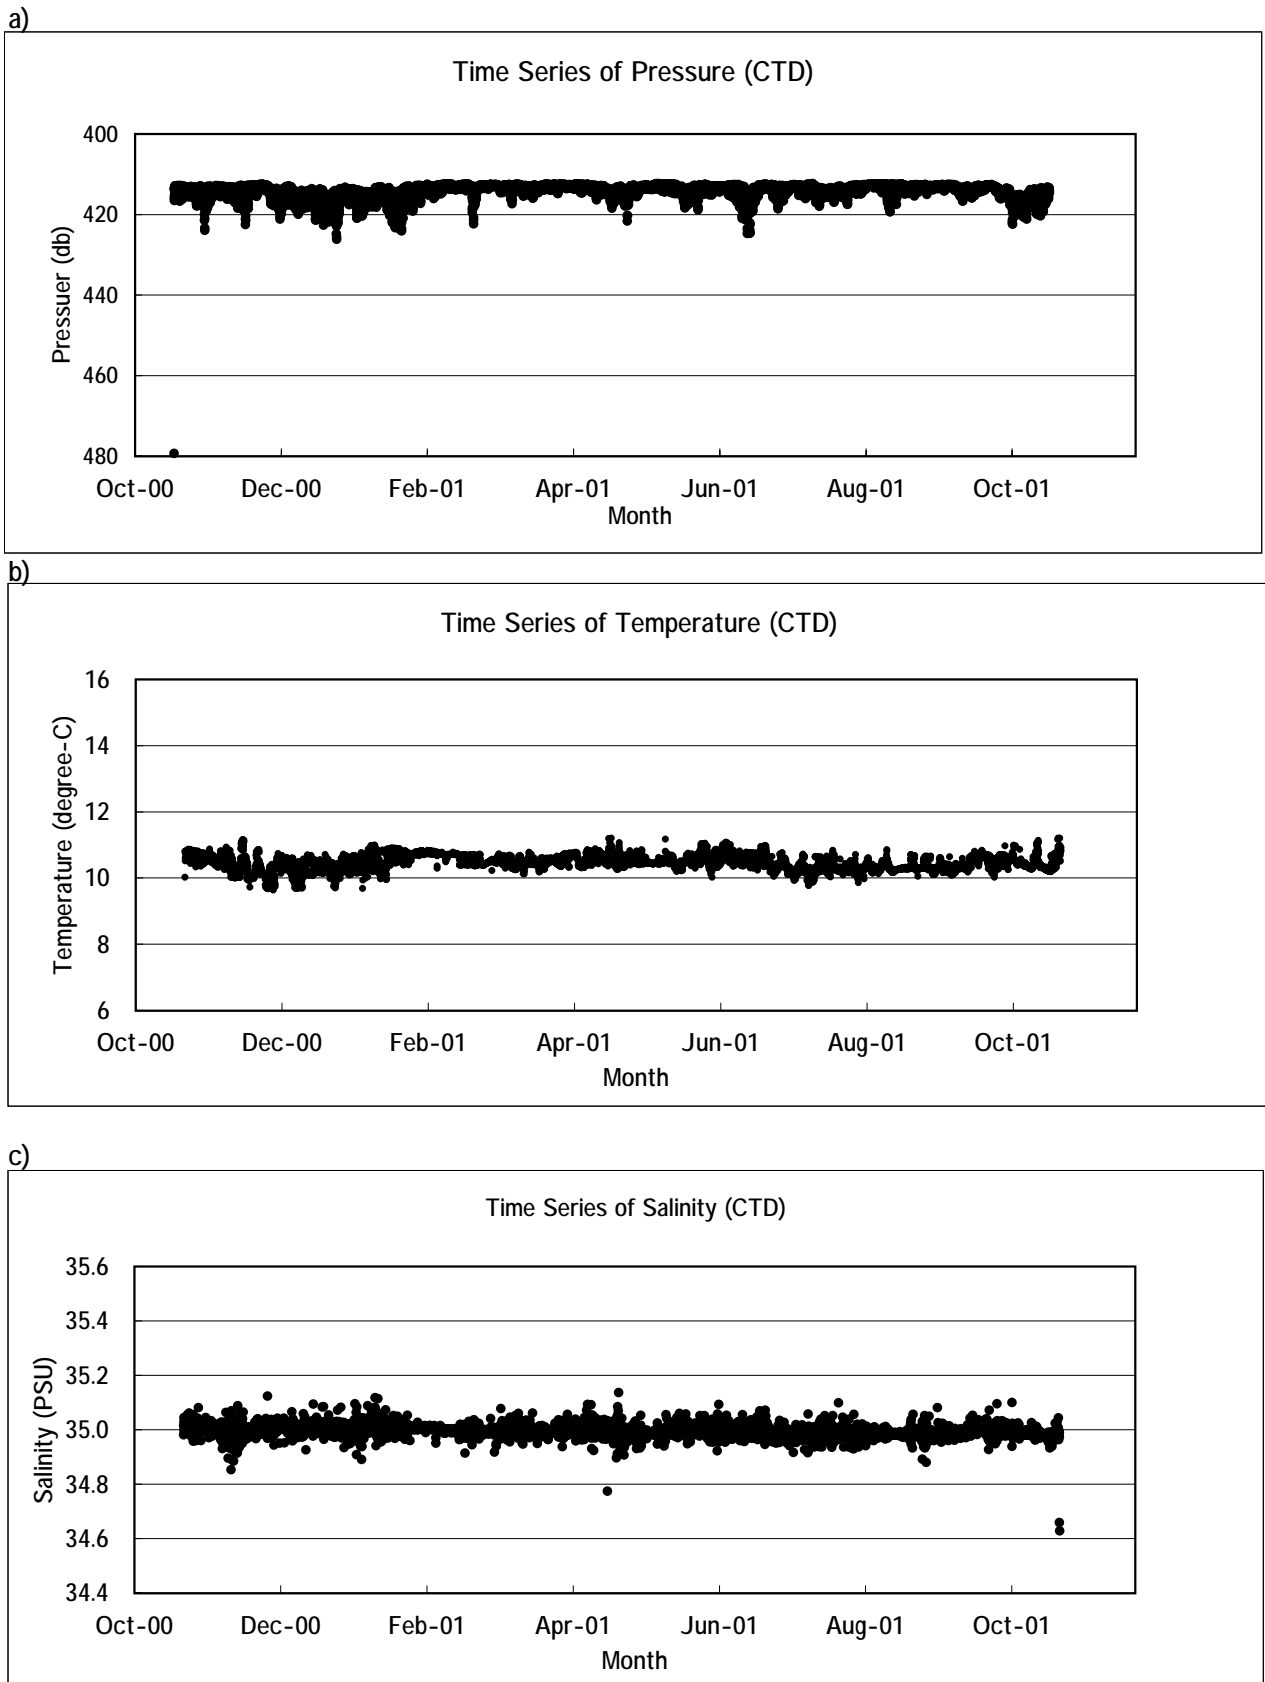 a)
Time Series of Pressure (CTD)
400
420
440
460
480
Pressuer (db)
Oct-00 Dec-00 Feb-01 Apr-01 Jun-01 Aug-01 Oct-01
Month
b)
Time Series of Temperature (CTD)
16
14
12
10
8
6
Temperature (degree-C)
Oct-00 Dec-00 Feb-01 Apr-01 Jun-01 Aug-01 Oct-01
Month
c)
Time Series of Salinity (CTD)
35.6
35.4
35.2
35.0
34.8
34.6
34.4
Salinity (PSU)
Oct-00 Dec-00 Feb-01 Apr-01 Jun-01 Aug-01 Oct-01
Month